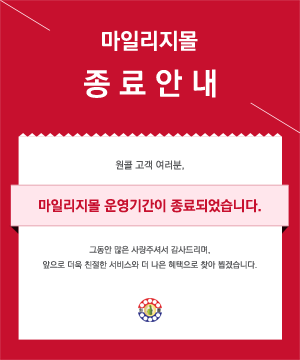 마일리지몰
종료안내
원콜 고객 여러분,
마일리지몰 운영기간이 종료되었습니다.
그동안 많은 사랑주셔서 감사드리며,
앞으로 더욱 친절한 서비스와 더 나은 혜택으로 찾아 뵙겠습니다.